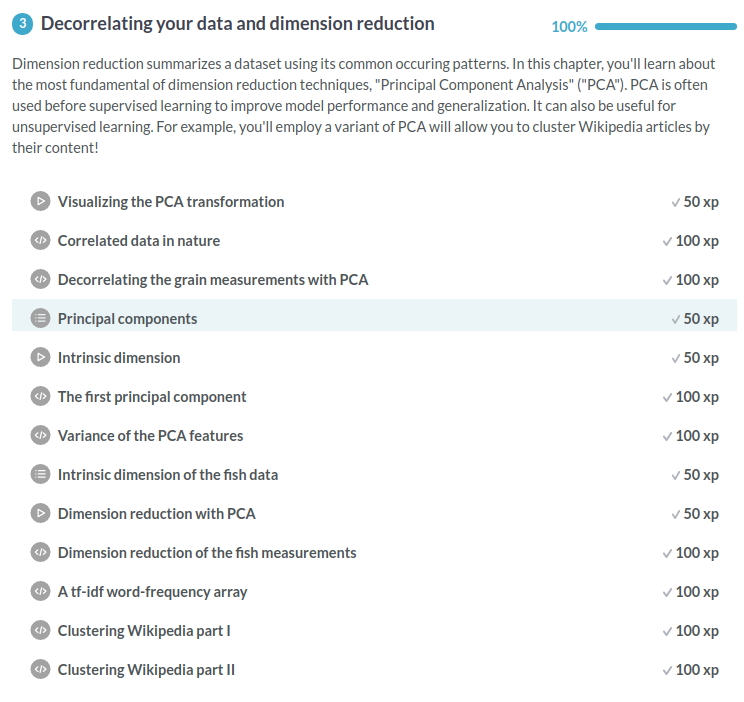 3 Decorrelating your data and dimension reduction 100%
Dimension reduction summarizes a dataset using its common occuring patterns. In this chapter, you'll learn about
the most fundamental of dimension reduction techniques, "Principal Component Analysis" ("PCA"). PCA is often
used before supervised learning to improve model performance and generalization. It can also be useful for
unsupervised learning. For example, you'll employ a variant of PCA will allow you to cluster Wikipedia articles by
their content!
Visualizing the PCA transformation 50 xp
Correlated data in nature 100 xp
Decorrelating the grain measurements with PCA 100 xp
Principal components 50 xp
Intrinsic dimension 50 xp
The first principal component 100 xp
Variance of the PCA features 100 xp
Intrinsic dimension of the fish data 50 xp
Dimension reduction with PCA 50 xp
Dimension reduction of the fish measurements 100 xp
A tf-idf word-frequency array 100 xp
Clustering Wikipedia part I 100 xp
Clustering Wikipedia part II 100 xp